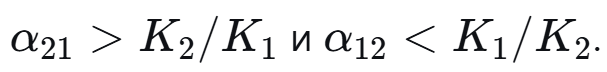 α₂₁ > K₂/K₁ и α₁₂ < K₁/K₂.